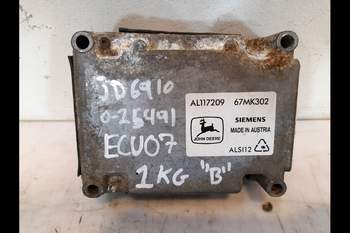 JD6910
0-25491
ECU07
1KG "B"
AL117209 67MK302
JOHN DEERE
SIEMENS
MADE IN AUSTRIA
ALSI12